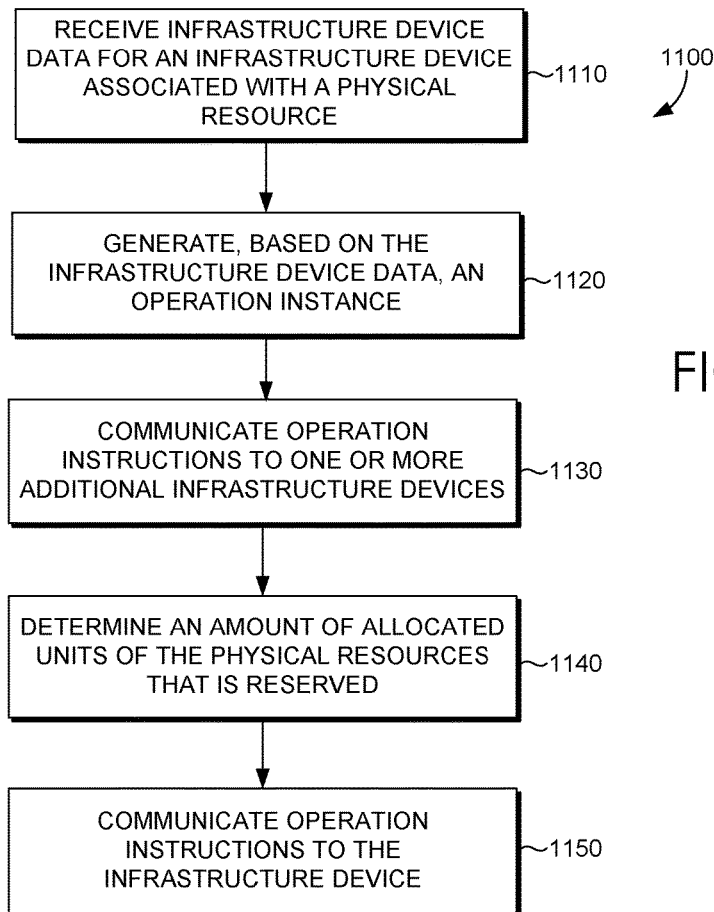 RECEIVE INFRASTRUCTURE DEVICE
DATA FOR AN INFRASTRUCTURE DEVICE
ASSOCIATED WITH A PHYSICAL
RESOURCE
1110
1100
GENERATE, BASED ON THE
INFRASTRUCTURE DEVICE DATA, AN
OPERATION INSTANCE
1120
COMMUNICATE OPERATION
INSTRUCTIONS TO ONE OR MORE
ADDITIONAL INFRASTRUCTURE DEVICES
1130
DETERMINE AN AMOUNT OF ALLOCATED
UNITS OF THE PHYSICAL RESOURCES
THAT IS RESERVED
1140
COMMUNICATE OPERATION
INSTRUCTIONS TO THE
INFRASTRUCTURE DEVICE
1150